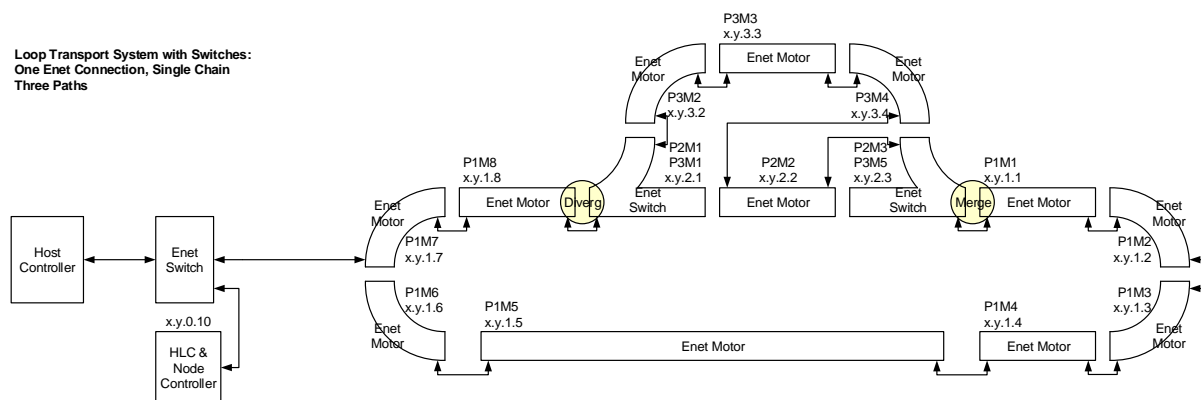 Loop Transport System with Switches:
One Enet Connection, Single Chain
Three Paths
P3M3
x.y.3.3
Enet
Motor
Enet Motor
Enet
Motor
P3M2
x.y.3.2
P3M4
x.y.3.4
P2M1
P3M1
x.y.2.1
P2M2
x.y.2.2
P2M3
P3M5
x.y.2.3
P1M8
x.y.1.8
P1M1
x.y.1.1
Enet
Motor
Enet Motor
Diverg
Enet
Switch
Enet Motor
Enet
Switch
Merge
Enet Motor
Enet
Motor
Host
Controller
Enet
Switch
P1M7
x.y.1.7
P1M2
x.y.1.2
P1M6
x.y.1.6
P1M5
x.y.1.5
P1M4
x.y.1.4
P1M3
x.y.1.3
x.y.0.10
HLC &
Node
Controller
Enet
Motor
Enet Motor
Enet Motor
Enet
Motor